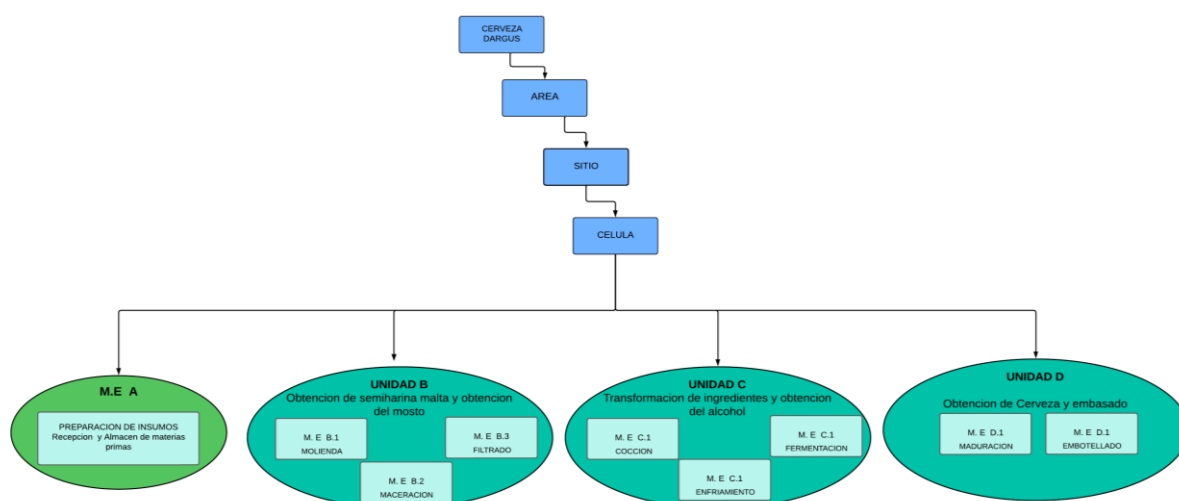 CERVEZA
DARGUS
AREA
SITIO
CELULA
M.E A
PREPARACION DE INSUMOS
Recepcion y Almacen de materias
primas
UNIDAD B
Obtencion de semiharina malta y obtencion
del mosto
M. E B.1
MOLIENDA
M. E B.3
FILTRADO
M. E B.2
MACERACION
UNIDAD C
Transformacion de ingredientes y obtencion
del alcohol
M. E C.1
COCCION
M. E C.1
FERMENTACION
M. E C.1
ENFRIAMIENTO
UNIDAD D
Obtencion de Cerveza y embasado
M. E D.1
MADURACION
M. E D.1
EMBOTELLADO